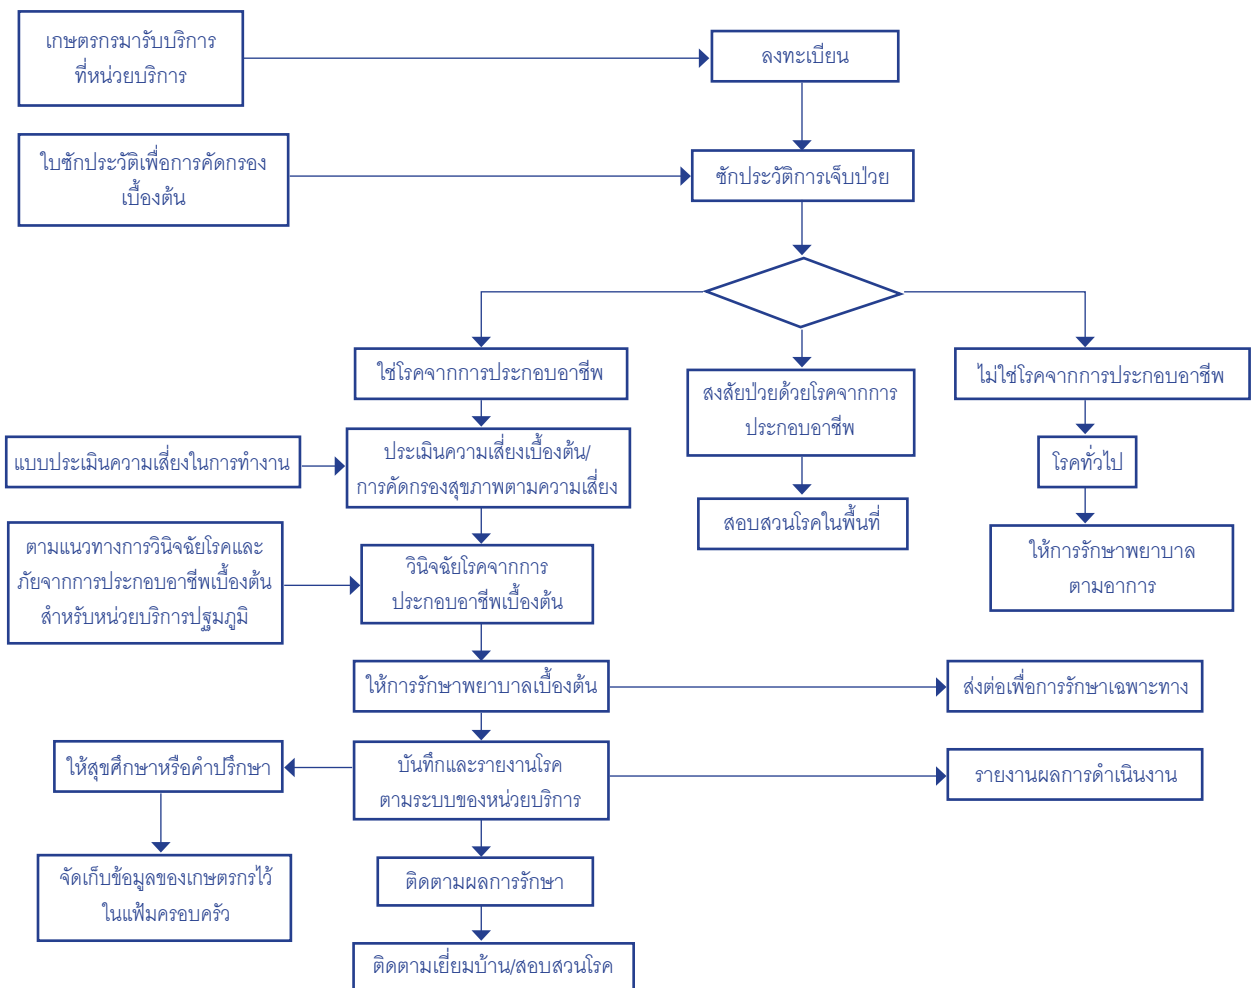 เกษตรกรมารับบริการ
ที่หน่วยบริการ
ลงทะเบียน
ใบซักประวัติเพื่อการคัดกรอง
เบื้องต้น
ซักประวัติการเจ็บป่วย
ใช่โรคจากการประกอบอาชีพ
สงสัยป่วยด้วยโรคจากการ
ประกอบอาชีพ
ไม่ใช่โรคจากการประกอบอาชีพ
แบบประเมินความเสี่ยงในการทำงาน
ประเมินความเสี่ยงเบื้องต้น/
การคัดกรองสุขภาพตามความเสี่ยง
สอบสวนโรคในพื้นที่
โรคทั่วไป
ให้การรักษาพยาบาล
ตามอาการ
ตามแนวทางการวินิจฉัยโรคและ
ภัยจากการประกอบอาชีพเบื้องต้น
สำหรับหน่วยบริการปฐมภูมิ
วินิจฉัยโรคจากการ
ประกอบอาชีพเบื้องต้น
ให้การรักษาพยาบาลเบื้องต้น
ส่งต่อเพื่อการรักษาเฉพาะทาง
ให้สุขศึกษาหรือคำปรึกษา
บันทึกและรายงานโรค
ตามระบบของหน่วยบริการ
รายงานผลการดำเนินงาน
จัดเก็บข้อมูลของเกษตรกรไว้
ในแฟ้มครอบครัว
ติดตามผลการรักษา
ติดตามเยี่ยมบ้าน/สอบสวนโรค